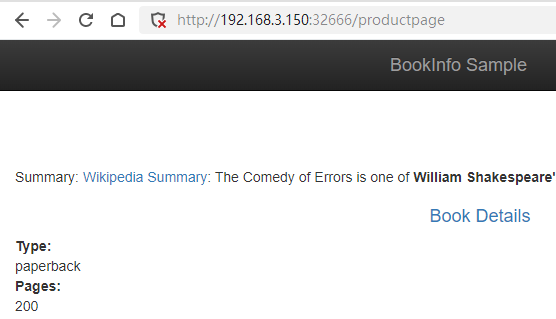 http://192.168.3.150:32666/productpage
BookInfo Sample
Summary: Wikipedia Summary: The Comedy of Errors is one of William Shakespeare'
Book Details
Type:
paperback
Pages:
200